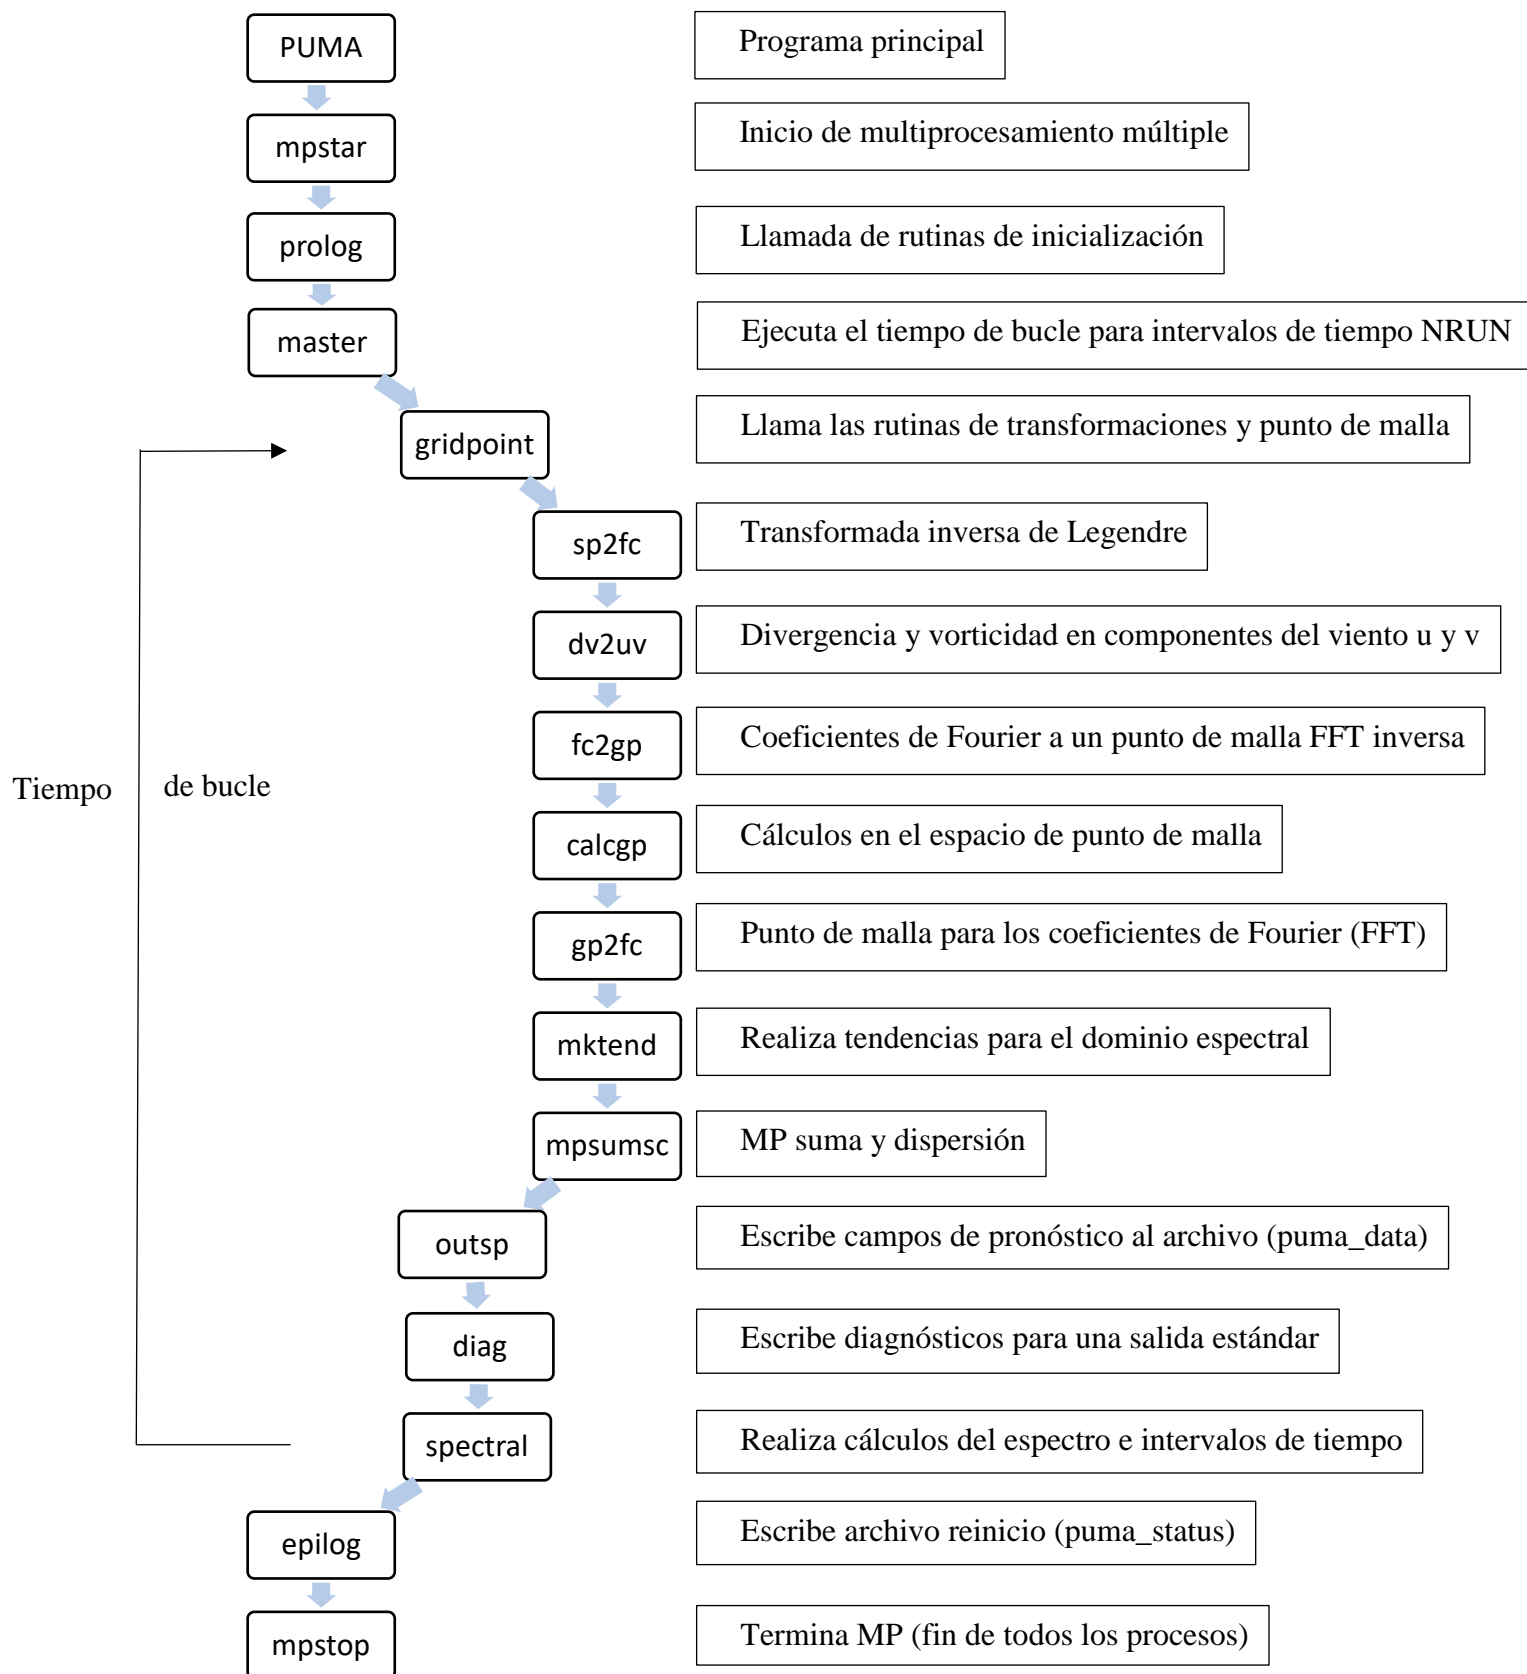 PUMA
Programa principal
mpstar
Inicio de multiprocesamiento múltiple
prolog
Llamada de rutinas de inicialización
master
Ejecuta el tiempo de bucle para intervalos de tiempo NRUN
gridpoint
Llama las rutinas de transformaciones y punto de malla
sp2fc
Transformada inversa de Legendre
dv2uv
Divergencia y vorticidad en componentes del viento u y v
fc2gp
Coeficientes de Fourier a un punto de malla FFT inversa
Tiempo de bucle
calcgp
Cálculos en el espacio de punto de malla
gp2fc
Punto de malla para los coeficientes de Fourier (FFT)
mktend
Realiza tendencias para el dominio espectral
mpsumsc
MP suma y dispersión
outsp
Escribe campos de pronóstico al archivo (puma_data)
diag
Escribe diagnósticos para una salida estándar
spectral
Realiza cálculos del espectro e intervalos de tiempo
epilog
Escribe archivo reinicio (puma_status)
mpstop
Termina MP (fin de todos los procesos)